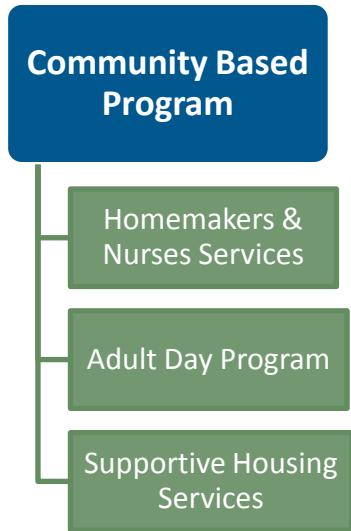 Community Based
Program
Homemakers &
Nurses Services
Adult Day Program
Supportive Housing
Services